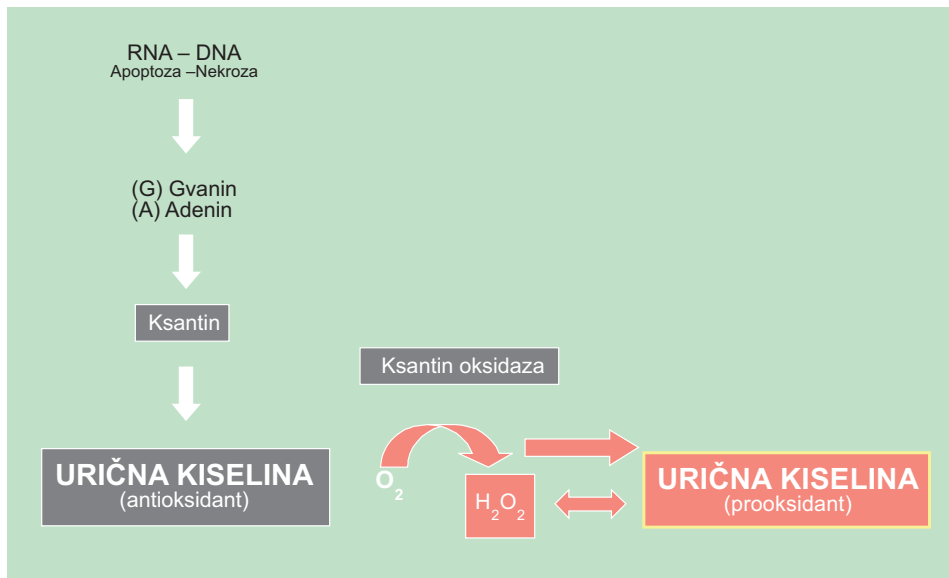 RNA – DNA
Apoptoza –Nekroza
(G) Gvanin
(A) Adenin
Ksantin
Ksantin oksidaza
URIČNA KISELINA
(antioksidant)
O₂
H₂O₂
URIČNA KISELINA
(prooksidant)